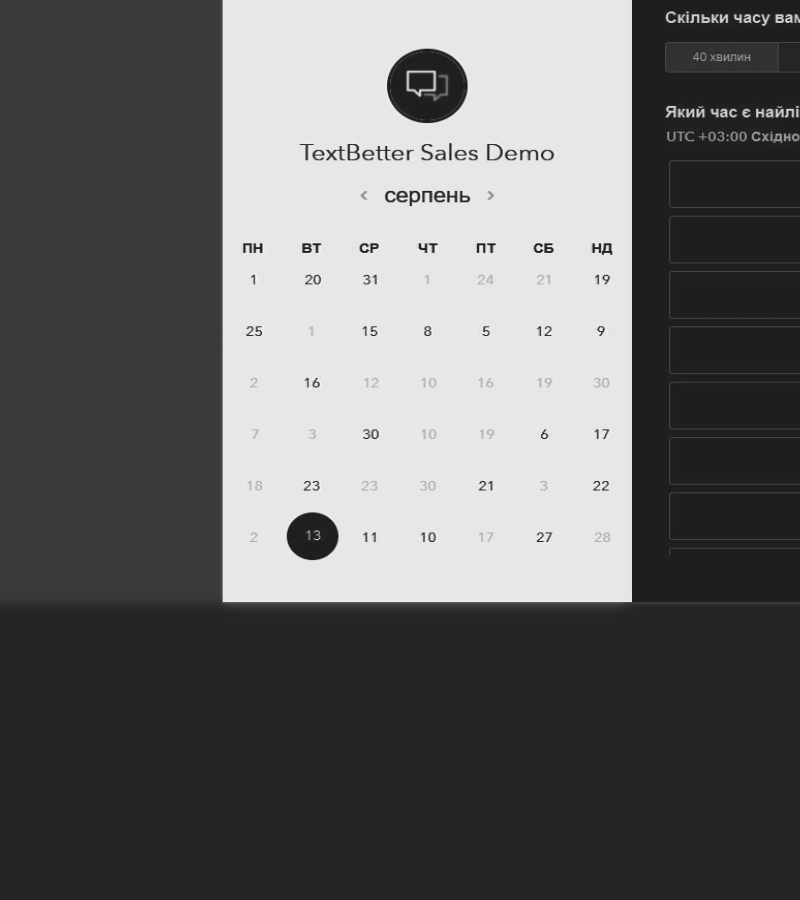 TextBetter Sales Demo
серпень
ПН ВТ СР ЧТ ПТ СБ НД
1 20 31 1 24 21 19
25 1 15 8 5 12 9
2 16 12 10 16 19 30
7 3 30 10 19 6 17
18 23 23 30 21 3 22
2 13 11 10 17 27 28
Скільки часу вам
40 хвилин
Який час є найлі
UTC +03:00 Східно